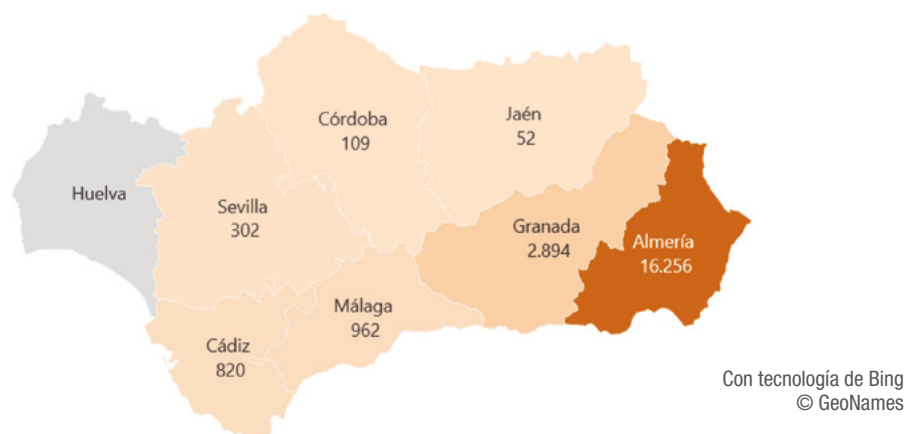 Huelva
Sevilla
302
Córdoba
109
Jaén
52
Granada
2.894
Almería
16.256
Málaga
962
Cádiz
820
Con tecnología de Bing
© GeoNames